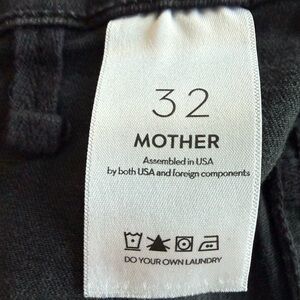 32
MOTHER
Assembled in USA
by both USA and foreign components
DO YOUR OWN LAUNDRY